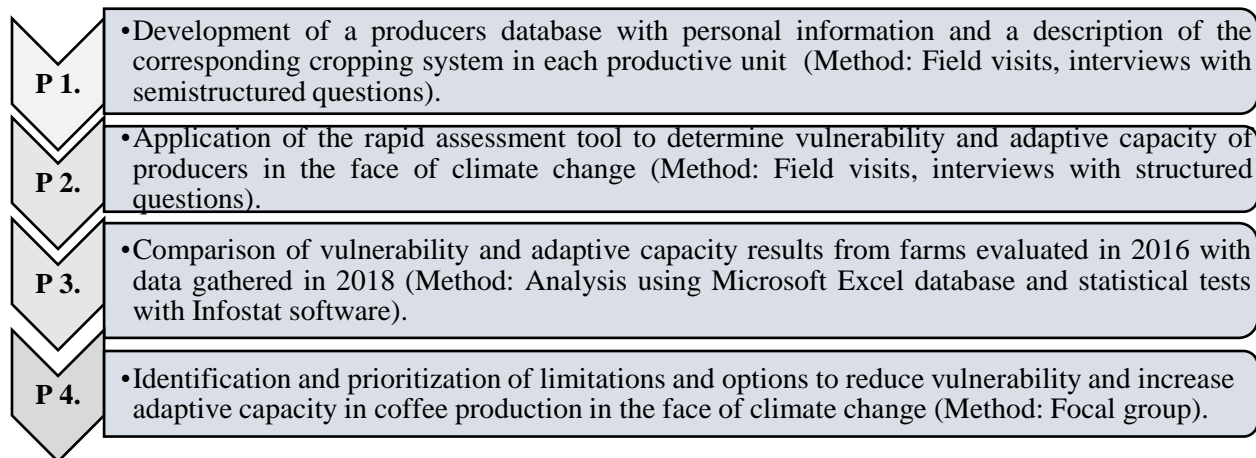 P 1.
•Development of a producers database with personal information and a description of the
corresponding cropping system in each productive unit (Method: Field visits, interviews with
semistructured questions).
P 2.
•Application of the rapid assessment tool to determine vulnerability and adaptive capacity of
producers in the face of climate change (Method: Field visits, interviews with structured
questions).
P 3.
•Comparison of vulnerability and adaptive capacity results from farms evaluated in 2016 with
data gathered in 2018 (Method: Analysis using Microsoft Excel database and statistical tests
with Infostat software).
P 4.
•Identification and prioritization of limitations and options to reduce vulnerability and increase
adaptive capacity in coffee production in the face of climate change (Method: Focal group).